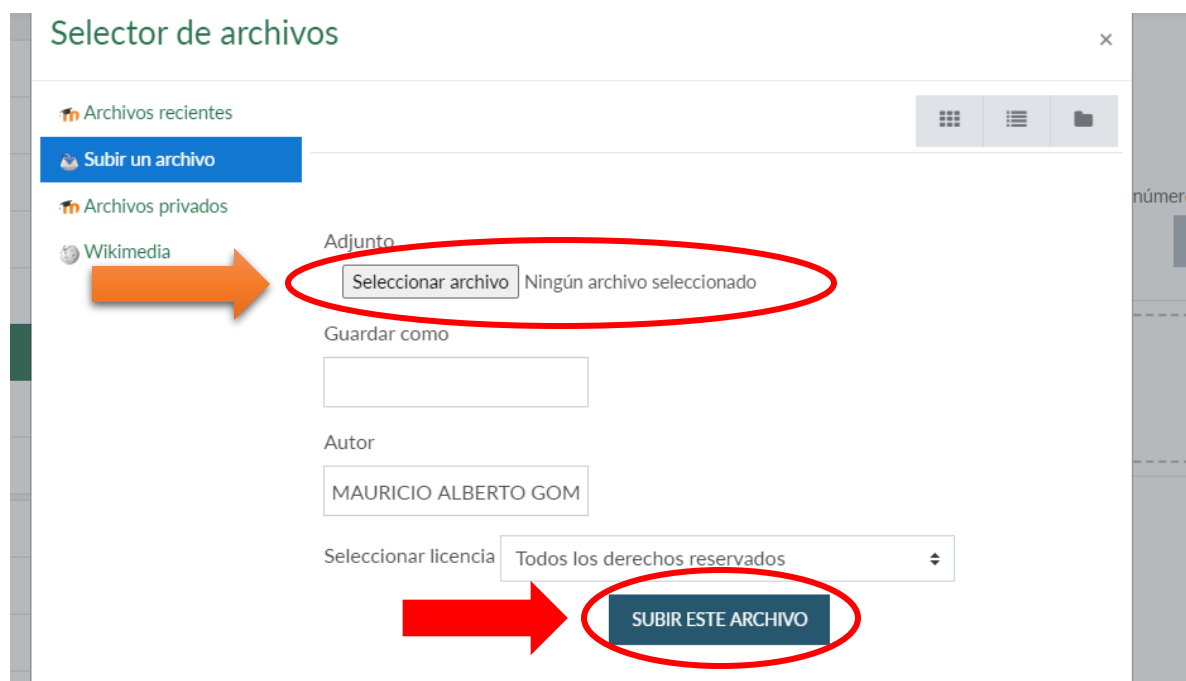 Selector de archivos
×
Archivos recientes
Subir un archivo
Archivos privados
Wikimedia
Adjunto
Seleccionar archivo Ningún archivo seleccionado
Guardar como
Autor
MAURICIO ALBERTO GOM
Seleccionar licencia Todos los derechos reservados
SUBIR ESTE ARCHIVO